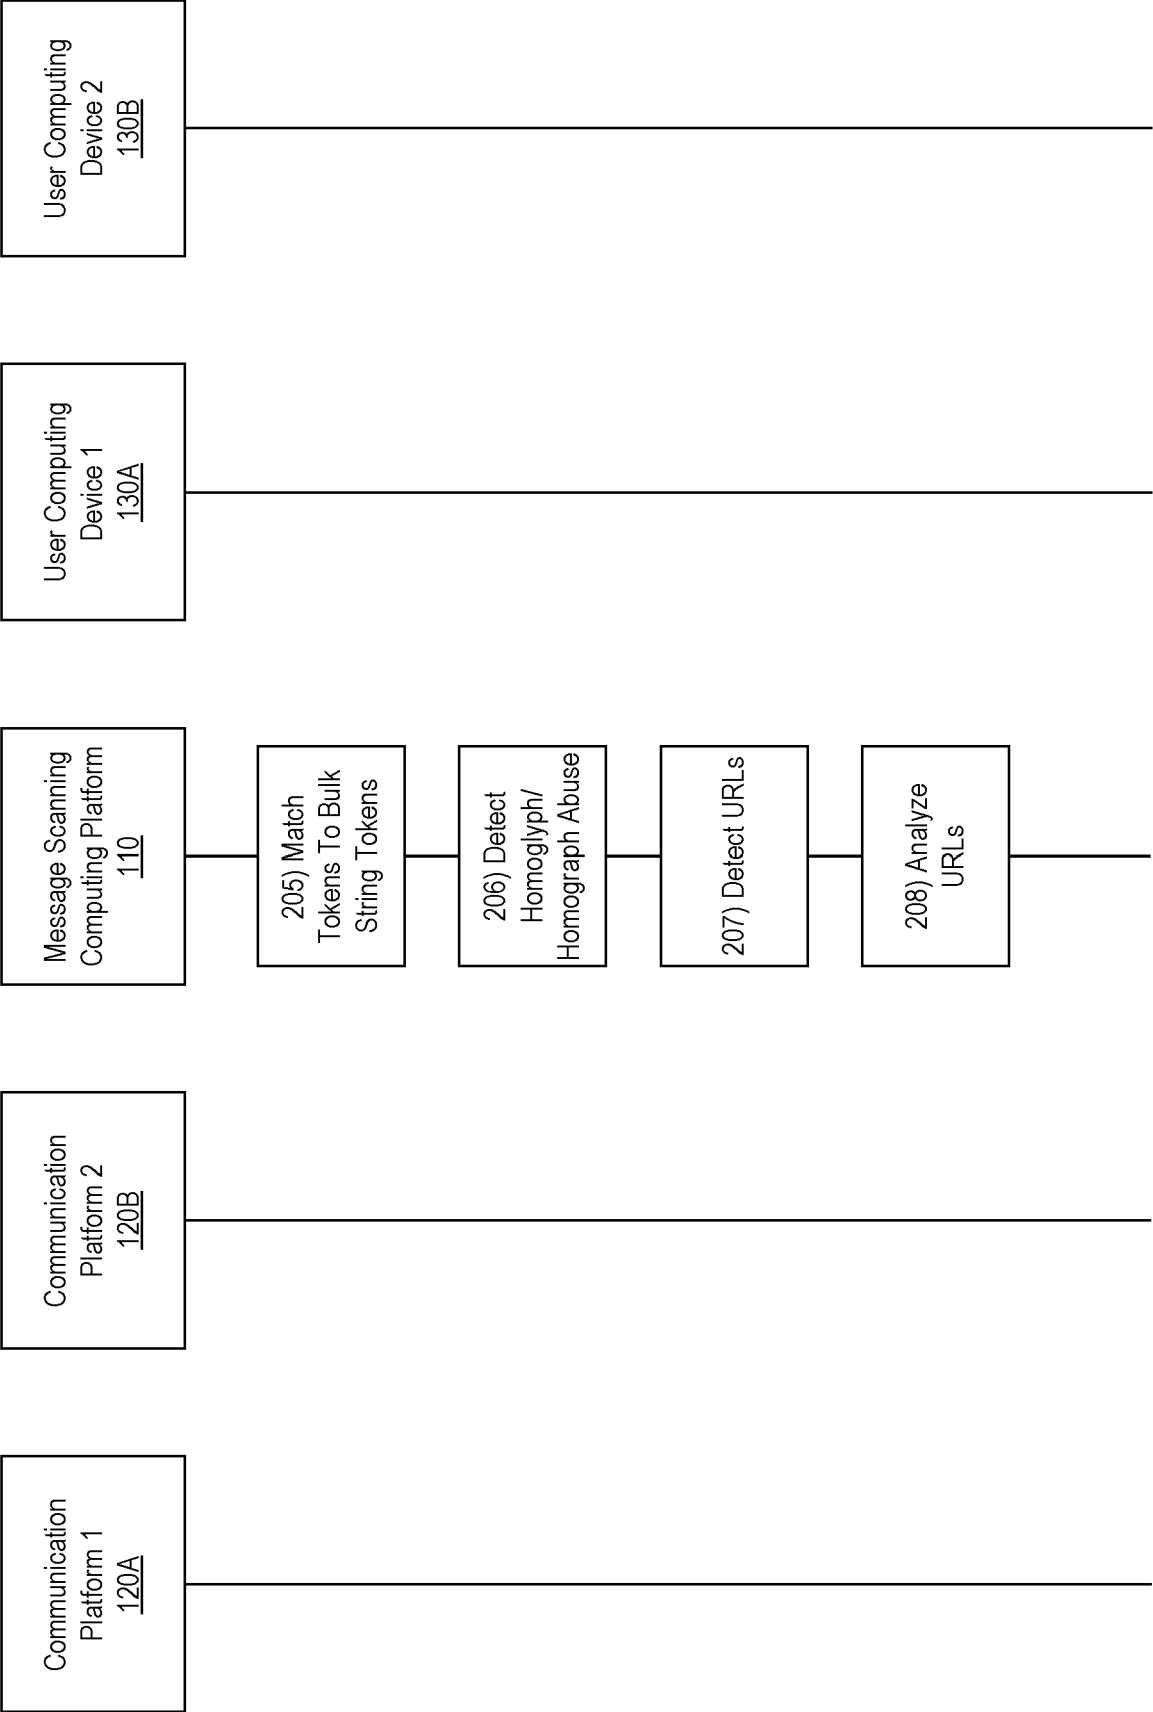 Communication
Platform 1
120A
Communication
Platform 2
120B
Message Scanning
Computing Platform
110
User Computing
Device 1
130A
User Computing
Device 2
130B
205) Match
Tokens To Bulk
String Tokens
206) Detect
Homoglyph/
Homograph Abuse
207) Detect URLs
208) Analyze
URLs